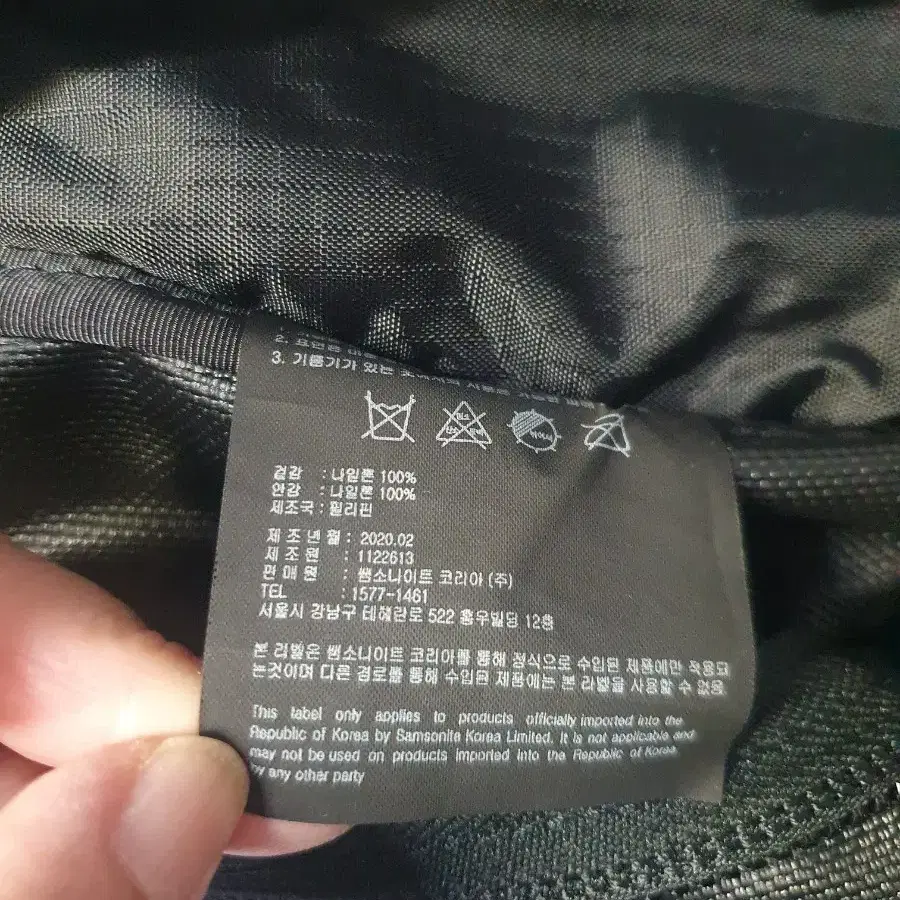 3. 기름기가 있는
겉감 : 나일론 100%
안감 : 나일론 100%
제조국 : 필리핀
제조년월 : 2020.02
제조원 : 1122613
판매원 : 쌤소나이트 코리아 (주)
TEL : 1577-1461
서울시 강남구 테헤란로 522 홍우빌딩 12층
본 라벨은 쌤소나이트 코리아를 통해 정식으로 수입된 제품에만 적용되
는것이며 다른 경로를 통해 수입된 제품에는 본 라벨을 사용할 수 없음
This label only applies to products officially imported into the
Republic of Korea by Samsonite Korea Limited. It is not applicable and
may not be used on products imported into the Republic of Korea
by any other party